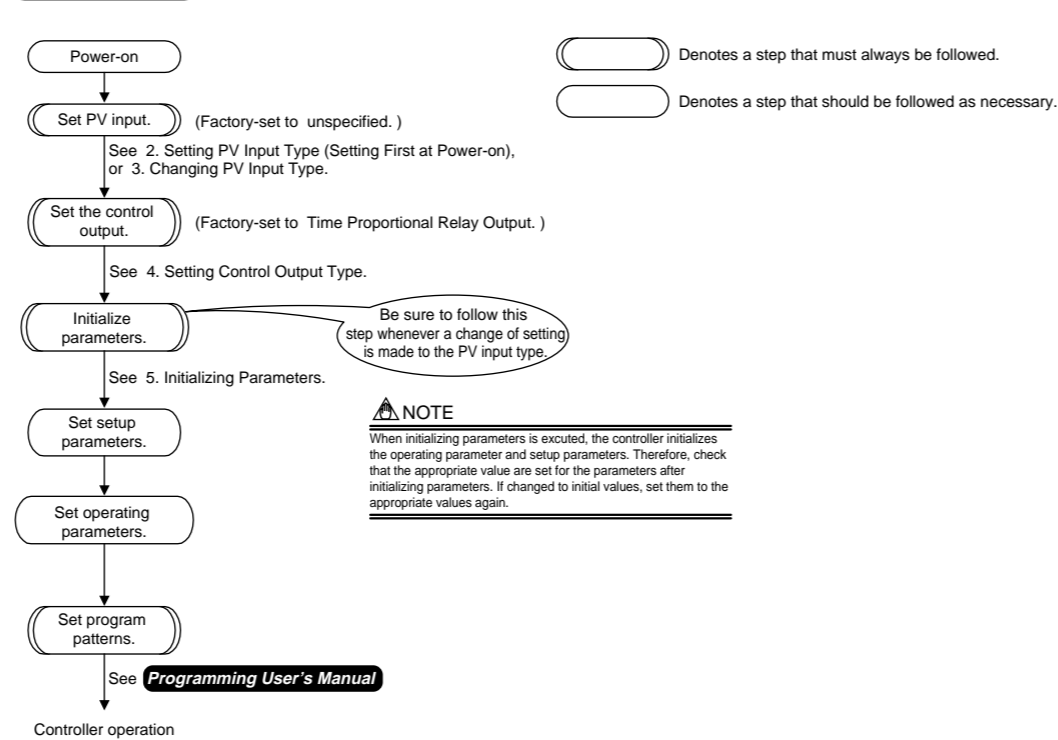 Power-on
Denotes a step that must always be followed.
Denotes a step that should be followed as necessary.
Set PV input.
(Factory-set to unspecified. )
See 2. Setting PV Input Type (Setting First at Power-on),
or 3. Changing PV Input Type.
Set the control
output.
(Factory-set to Time Proportional Relay Output. )
See 4. Setting Control Output Type.
Initialize
parameters.
Be sure to follow this
step whenever a change of setting
is made to the PV input type.
See 5. Initializing Parameters.
Set setup
parameters.
NOTE
When initializing parameters is excuted, the controller initializes
the operating parameter and setup parameters. Therefore, check
that the appropriate value are set for the parameters after
initializing parameters. If changed to initial values, set them to the
appropriate values again.
Set operating
parameters.
Set program
patterns.
See Programming User's Manual
Controller operation